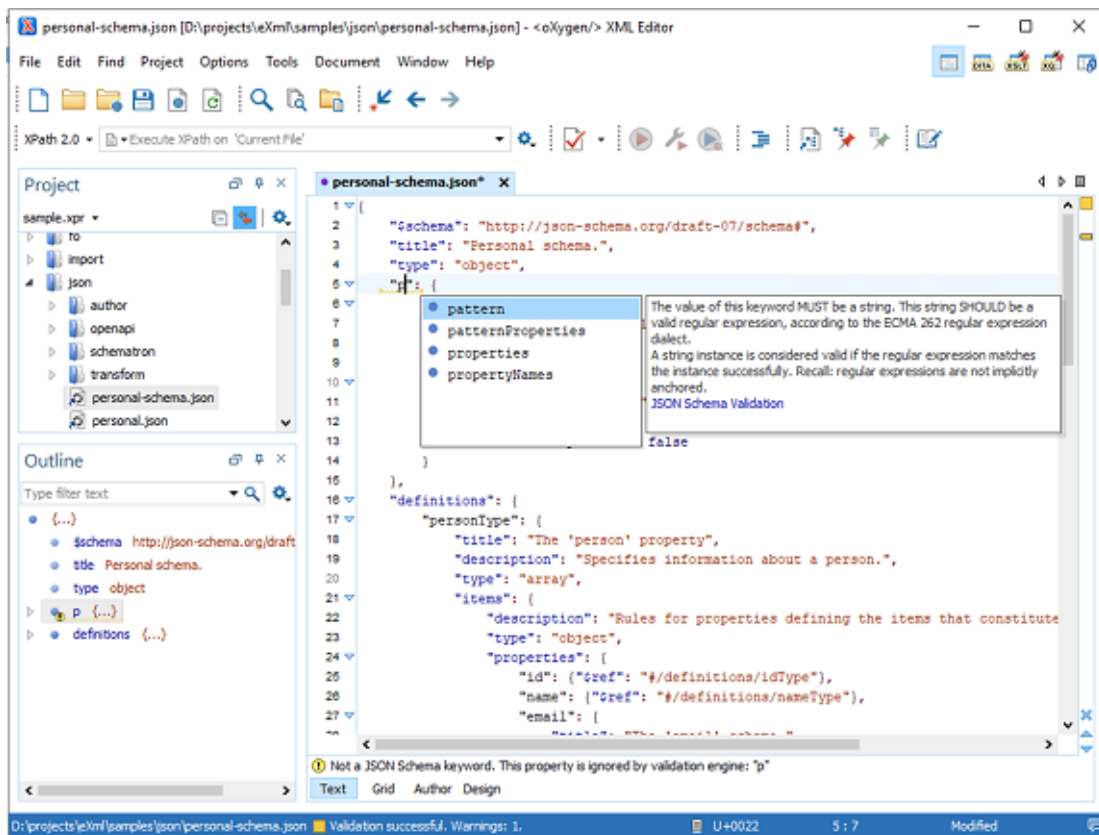 personal-schema.json [D:\projects\eXml\samples\json\personal-schema.json] - <oXygen/> XML Editor
File Edit Find Project Options Tools Document Window Help
DITA XSLT XQ
XPath 2.0 Execute XPath on 'Current File'
Project
sample.xpr
fo
import
json
author
openapi
schematron
transform
personal-schema.json
personal.json
Outline
Type filter text
{...}
$schema http://json-schema.org/draft
title Personal schema.
type object
p {...}
definitions {...}
personal-schema.json*
1 {
2 "$schema": "http://json-schema.org/draft-07/schema#",
3 "title": "Personal schema.",
4 "type": "object",
5 "p": {
6
7
8
9
10
11
12
13 false
14 }
15 },
16 "definitions": {
17 "personType": {
18 "title": "The 'person' property",
19 "description": "Specifies information about a person.",
20 "type": "array",
21 "items": {
22 "description": "Rules for properties defining the items that constitute
23 "type": "object",
24 "properties": {
25 "id": {"$ref": "#/definitions/idType"},
26 "name": {"$ref": "#/definitions/nameType"},
27 "email": {
pattern
patternProperties
properties
propertyNames
The value of this keyword MUST be a string. This string SHOULD be a
valid regular expression, according to the ECMA 262 regular expression
dialect.
A string instance is considered valid if the regular expression matches
the instance successfully. Recall: regular expressions are not implicitly
anchored.
JSON Schema Validation
Not a JSON Schema keyword. This property is ignored by validation engine: "p"
Text Grid Author Design
D:\projects\eXml\samples\json\personal-schema.json Validation successful. Warnings: 1. U+0022 5:7 Modified